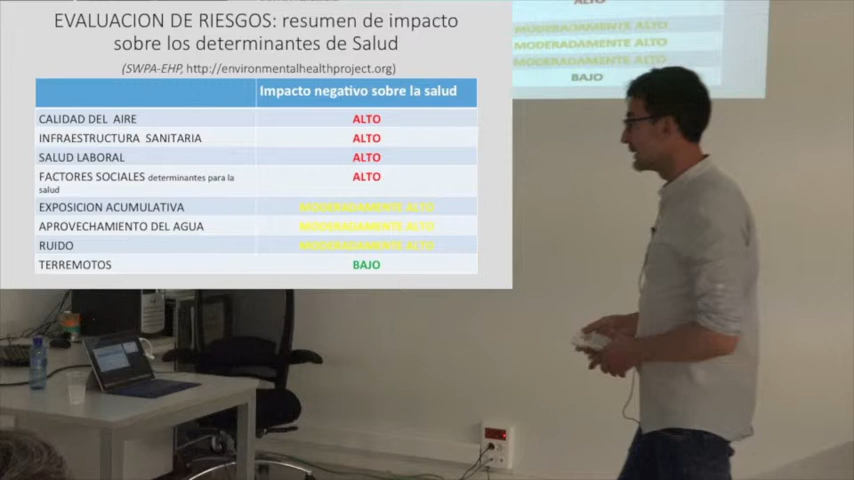 EVALUACION DE RIESGOS: resumen de impacto
sobre los determinantes de Salud
(SWPA-EHP, http://environmentalhealthproject.org)
Impacto negativo sobre la salud
CALIDAD DEL AIRE ALTO
INFRAESTRUCTURA SANITARIA ALTO
SALUD LABORAL ALTO
FACTORES SOCIALES determinantes para la ALTO
salud
EXPOSICION ACUMULATIVA MODERADAMENTE ALTO
APROVECHAMIENTO DEL AGUA MODERADAMENTE ALTO
RUIDO MODERADAMENTE ALTO
TERREMOTOS BAJO
ALTO
MODERADAMENTE ALTO
MODERADAMENTE ALTO
MODERADAMENTE ALTO
BAJO